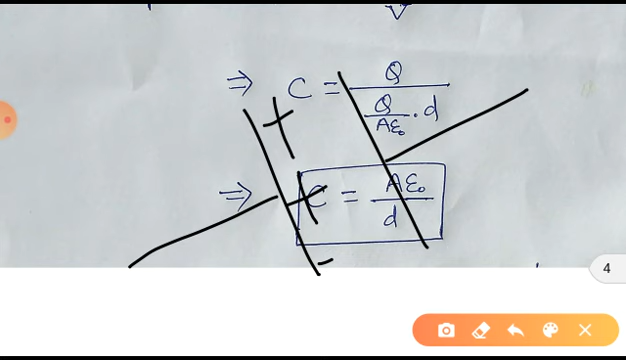 ⇒ C = Q / (Q/Aε₀ · d)
⇒ C = Aε₀ / d
4